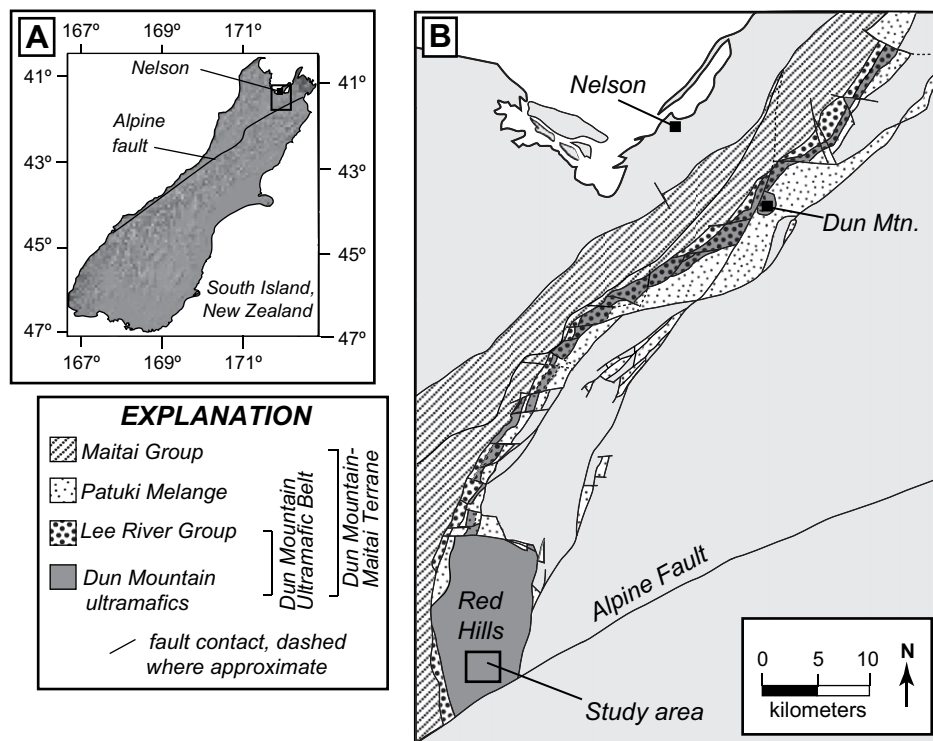 A
167º 169º 171º
Nelson
41º
41º
Alpine
fault
43º
43º
45º
45º
South Island,
New Zealand
47º
47º
167º 169º 171º
EXPLANATION
Maitai Group
Patuki Melange
Lee River Group
Dun Mountain
ultramafics
Dun Mountain
Ultramafic Belt
Dun Mountain-
Maitai Terrane
fault contact, dashed
where approximate
B
Nelson
Dun Mtn.
Alpine Fault
Red
Hills
Study area
0 5 10
kilometers
N